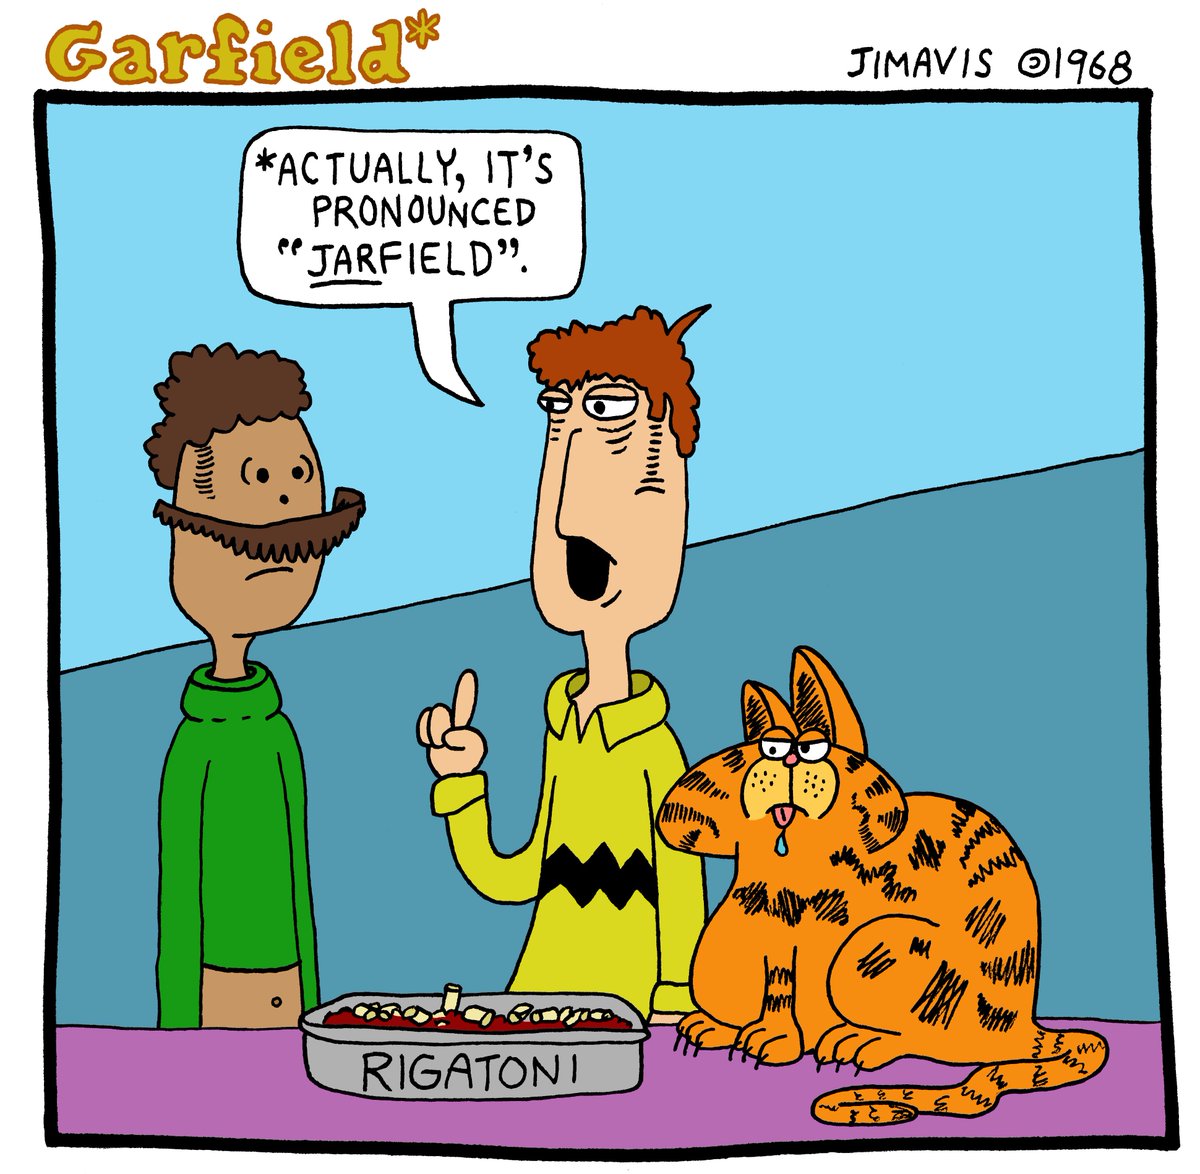 Garfield*
JIMAVIS ©1968
*ACTUALLY, IT'S
PRONOUNCED
"JARFIELD".
RIGATONI